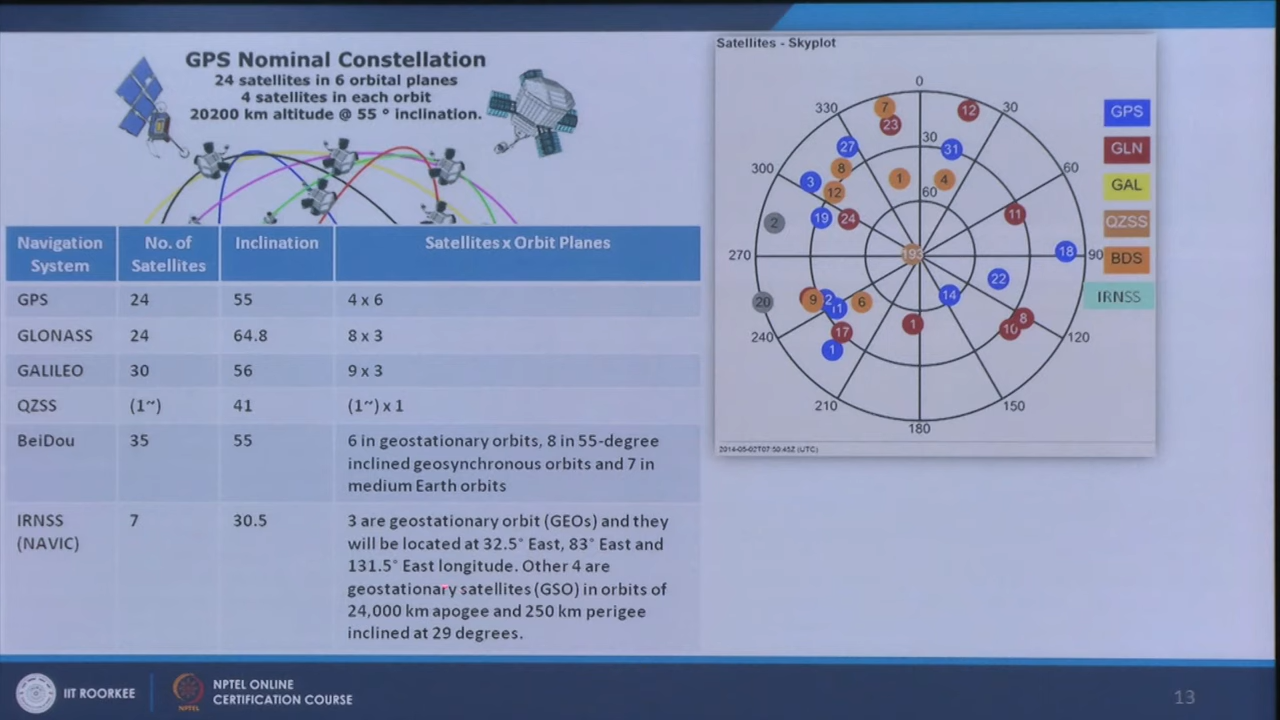 GPS Nominal Constellation
24 satellites in 6 orbital planes
4 satellites in each orbit
20200 km altitude @ 55 ° inclination.
Navigation System
No. of Satellites
Inclination
Satellites x Orbit Planes
GPS
24
55
4 x 6
GLONASS
24
64.8
8 x 3
GALILEO
30
56
9 x 3
QZSS
(1~)
41
(1~) x 1
BeiDou
35
55
6 in geostationary orbits, 8 in 55-degree
inclined geosynchronous orbits and 7 in
medium Earth orbits
IRNSS
(NAVIC)
7
30.5
3 are geostationary orbit (GEOs) and they
will be located at 32.5° East, 83° East and
131.5° East longitude. Other 4 are
geostationary satellites (GSO) in orbits of
24,000 km apogee and 250 km perigee
inclined at 29 degrees.
Satellites - Skyplot
0
330
30
7
12
23
27
31
30
300
60
8
3
1
4
12
60
19
24
11
2
270
193
18
90
22
14
9
2
11
6
20
240
17
1
8
10
120
1
210
150
180
GPS
GLN
GAL
QZSS
BDS
IRNSS
2014-05-02T07:50:45Z (UTC)
IIT ROORKEE
NPTEL
NPTEL ONLINE
CERTIFICATION COURSE
13